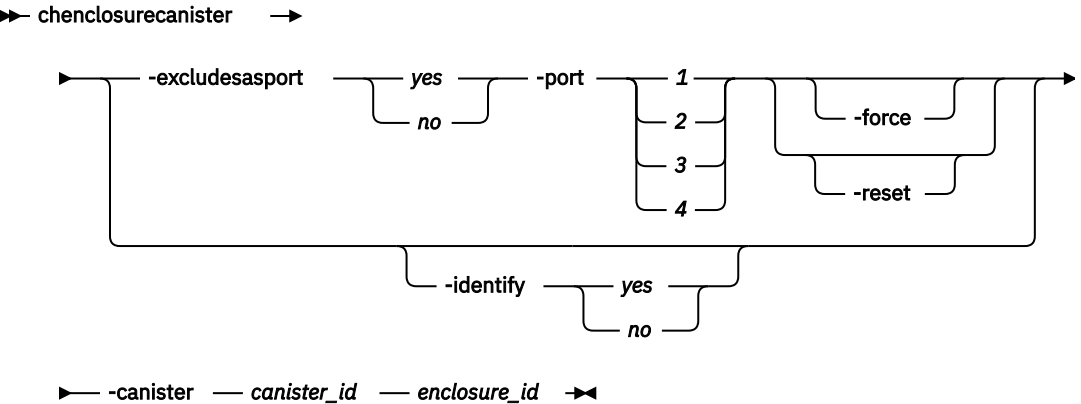 chenclosurecanister
-excludesasport yes -port 1
no
2
3
4
-force
-reset
-identify yes
no
-canister canister_id enclosure_id